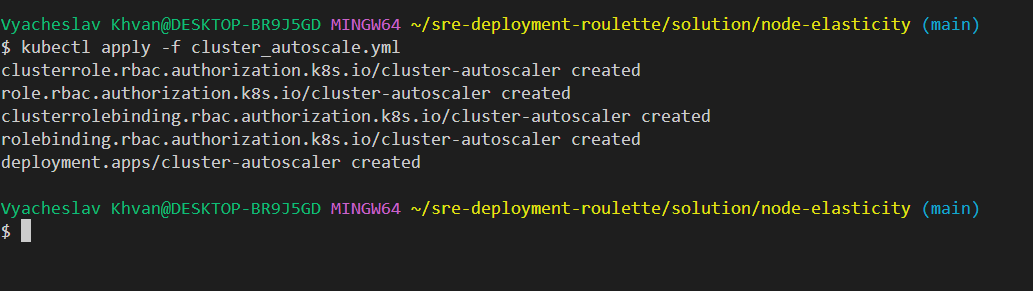 Vyacheslav Khvan@DESKTOP-BR9J5GD MINGW64 ~/sre-deployment-roulette/solution/node-elasticity (main)
$ kubectl apply -f cluster_autoscale.yml
clusterrole.rbac.authorization.k8s.io/cluster-autoscaler created
role.rbac.authorization.k8s.io/cluster-autoscaler created
clusterrolebinding.rbac.authorization.k8s.io/cluster-autoscaler created
rolebinding.rbac.authorization.k8s.io/cluster-autoscaler created
deployment.apps/cluster-autoscaler created
Vyacheslav Khvan@DESKTOP-BR9J5GD MINGW64 ~/sre-deployment-roulette/solution/node-elasticity (main)
$